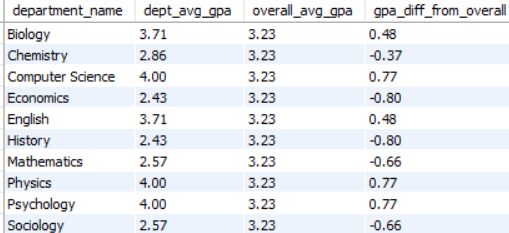 department_name dept_avg_gpa overall_avg_gpa gpa_diff_from_overall
Biology 3.71 3.23 0.48
Chemistry 2.86 3.23 -0.37
Computer Science 4.00 3.23 0.77
Economics 2.43 3.23 -0.80
English 3.71 3.23 0.48
History 2.43 3.23 -0.80
Mathematics 2.57 3.23 -0.66
Physics 4.00 3.23 0.77
Psychology 4.00 3.23 0.77
Sociology 2.57 3.23 -0.66